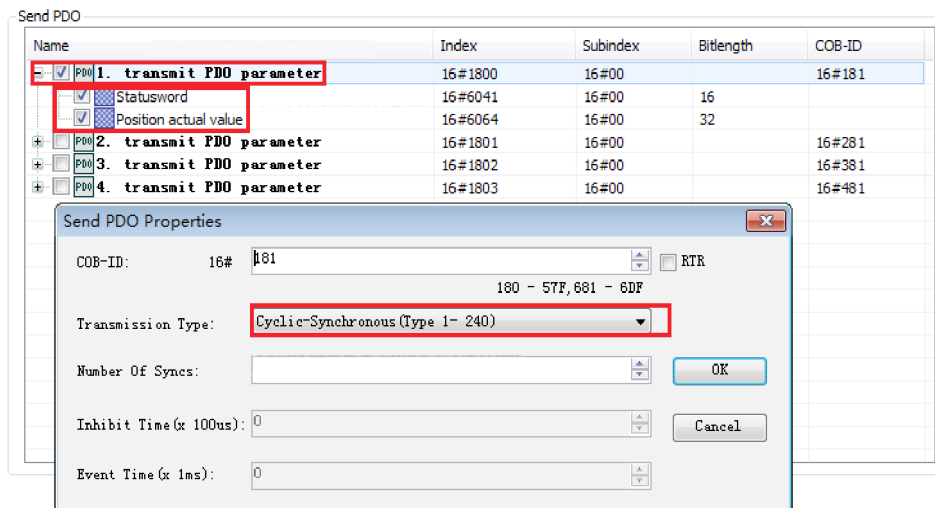 Send PDO
Name Index Subindex Bitlength COB-ID
PDO 1. transmit PDO parameter 16#1800 16#00 16#181
Statusword 16#6041 16#00 16
Position actual value 16#6064 16#00 32
PDO 2. transmit PDO parameter 16#1801 16#00 16#281
PDO 3. transmit PDO parameter 16#1802 16#00 16#381
PDO 4. transmit PDO parameter 16#1803 16#00 16#481
Send PDO Properties
COB-ID: 16# 181 RTR
180 - 57F,681 - 6DF
Transmission Type: Cyclic-Synchronous(Type 1- 240)
Number Of Syncs: OK
Inhibit Time(x 100us): 0 Cancel
Event Time(x 1ms): 0